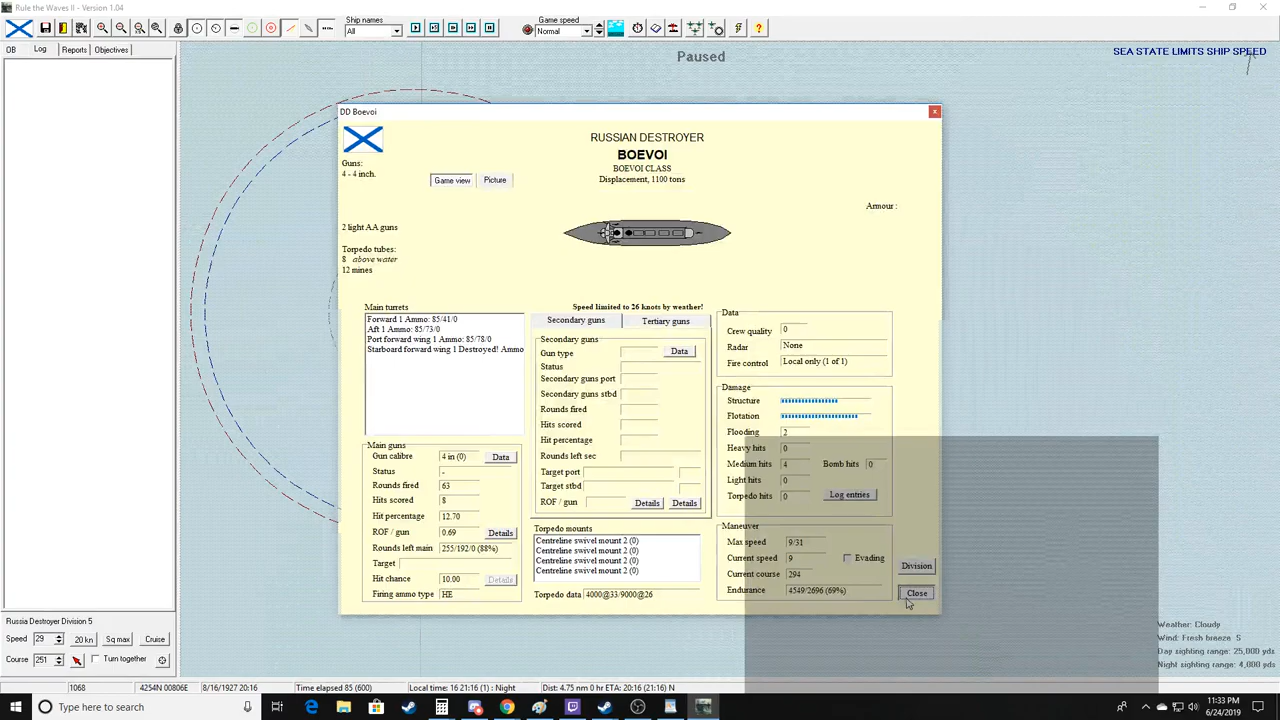 Rule the Waves II - Version 1.04
Ship names
All
Game speed
Normal
OB Log Reports Objectives
Paused
SEA STATE LIMITS SHIP SPEED
DD Boevoi
RUSSIAN DESTROYER
BOEVOI
BOEVOI CLASS
Displacement, 1100 tons
Guns:
4 - 4 inch.
Game view Picture
Armour :
2 light AA guns
Torpedo tubes:
8 above water
12 mines
Speed limited to 26 knots by weather!
Main turrets
Forward 1 Ammo: 85/41/0
Aft 1 Ammo: 85/73/0
Port forward wing 1 Ammo: 85/78/0
Starboard forward wing 1 Destroyed! Ammo
Main guns
Gun calibre 4 in (0) Data
Status -
Rounds fired 63
Hits scored 8
Hit percentage 12.70
ROF / gun 0.69 Details
Rounds left main 255/192/0 (88%)
Target
Hit chance 10.00 Details
Firing ammo type HE
Secondary guns Tertiary guns
Secondary guns
Gun type Data
Status
Secondary guns port
Secondary guns stbd
Rounds fired
Hits scored
Hit percentage
Rounds left sec
Target port
Target stbd
ROF / gun Details Details
Torpedo mounts
Centreline swivel mount 2 (0)
Centreline swivel mount 2 (0)
Centreline swivel mount 2 (0)
Centreline swivel mount 2 (0)
Torpedo data 4000@33/9000@26
Data
Crew quality 0
Radar None
Fire control Local only (1 of 1)
Damage
Structure
Flotation
Flooding 2
Heavy hits 0
Medium hits 4 Bomb hits 0
Light hits 0
Torpedo hits 0 Log entries
Maneuver
Max speed 9/31
Current speed 9 Evading
Current course 294
Endurance 4549/2696 (69%)
Division
Close
Weather: Cloudy
Wind: Fresh breeze S
Day sighting range: 25,000 yds
Night sighting range: 4,000 yds
Russia Destroyer Division 5
Speed 29 20 kn Sq max Cruise
Course 251 Turn together
1068 4254N 00806E 8/16/1927 20:16 Time elapsed 85 (600) Local time: 16 21:16 (1) : Night Dist: 4.75 nm 0 hr ETA: 20:16 (21:16) N
Type here to search
11:33 PM
6/24/2019